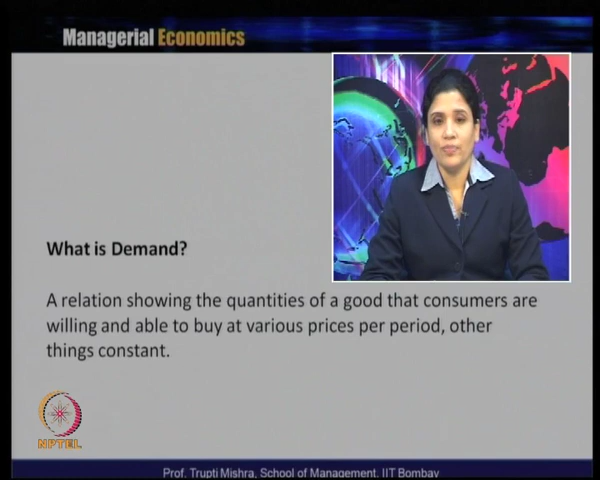 Managerial Economics
What is Demand?
A relation showing the quantities of a good that consumers are
willing and able to buy at various prices per period, other
things constant.
NPTEL
Prof. Trupti Mishra, School of Management, IIT Bombay